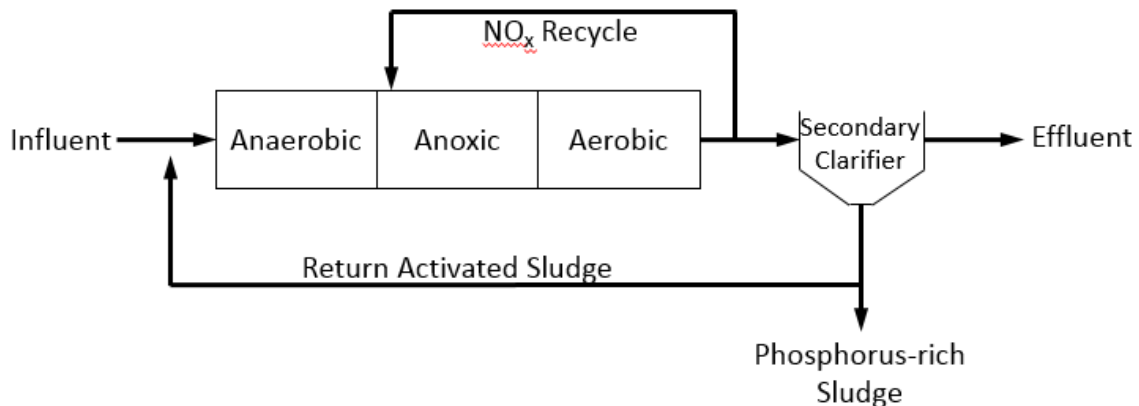 NOx Recycle
Influent
Anaerobic
Anoxic
Aerobic
Secondary
Clarifier
Effluent
Return Activated Sludge
Phosphorus-rich
Sludge